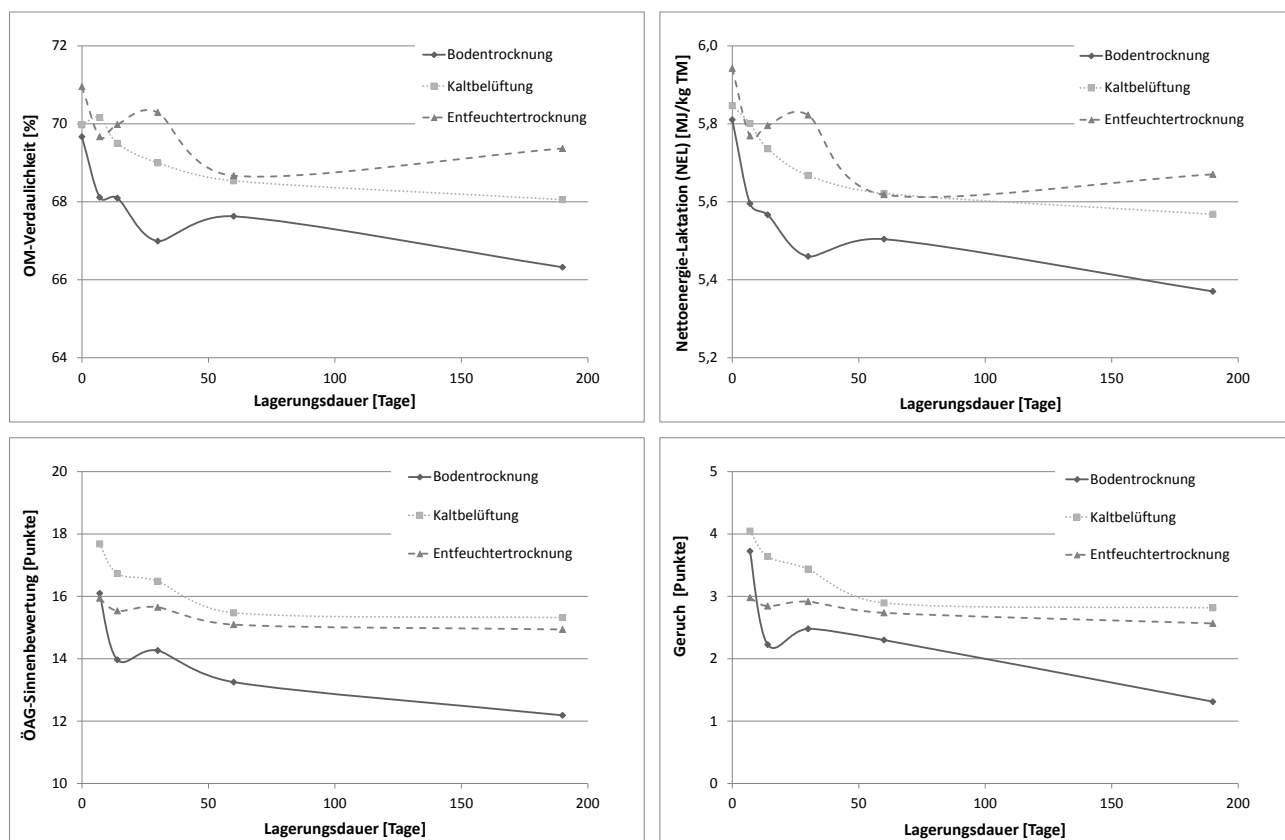 OM-Verdaulichkeit [%]
72
70
68
66
64
0
50
100
150
200
Lagerungsdauer [Tage]
Bodentrocknung
Kaltbelüftung
Entfeuchtertrocknung
Nettoenergie-Laktation (NEL) [MJ/kg TM]
6,0
5,8
5,6
5,4
5,2
0
50
100
150
200
Lagerungsdauer [Tage]
Bodentrocknung
Kaltbelüftung
Entfeuchtertrocknung
ÖAG-Sinnenbewertung [Punkte]
20
18
16
14
12
10
0
50
100
150
200
Lagerungsdauer [Tage]
Bodentrocknung
Kaltbelüftung
Entfeuchtertrocknung
Geruch [Punkte]
5
4
3
2
1
0
0
50
100
150
200
Lagerungsdauer [Tage]
Bodentrocknung
Kaltbelüftung
Entfeuchtertrocknung